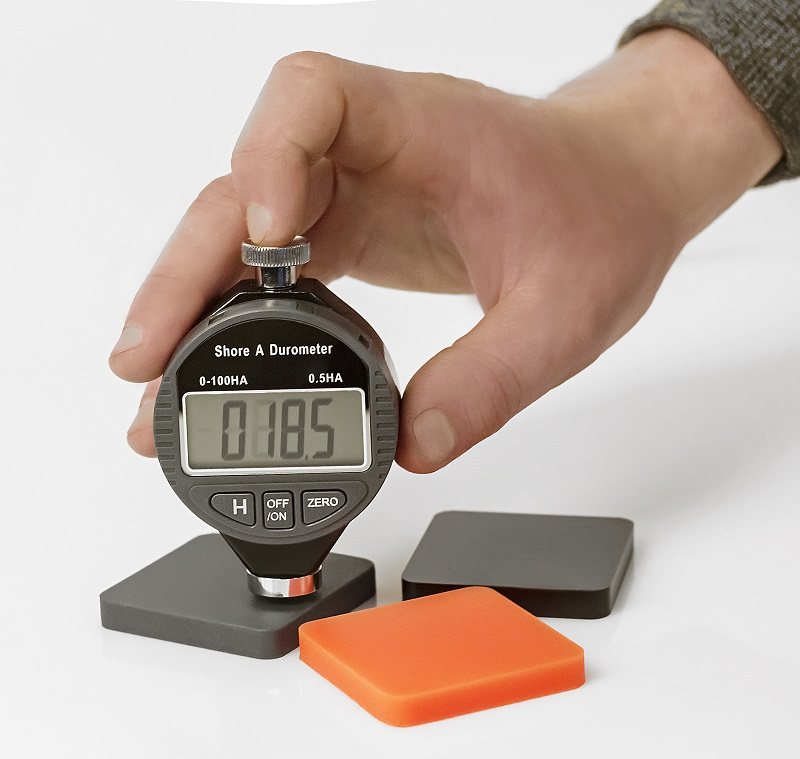 Shore A Durometer
0-100HA 0.5HA
018.5
H OFF/ON ZERO